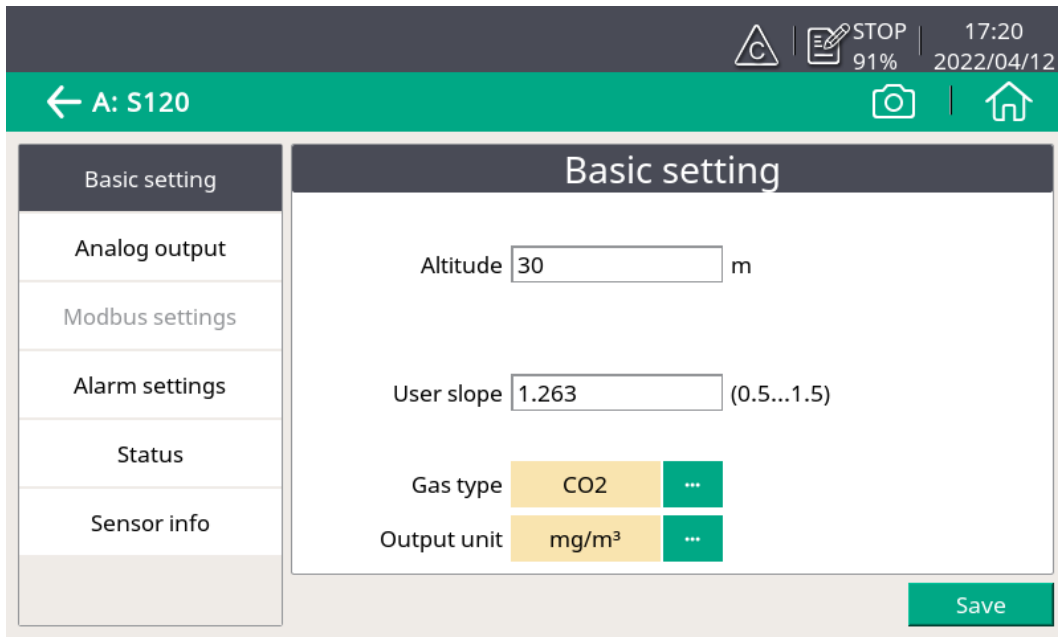 C
STOP
91%
17:20
2022/04/12
A: S120
Basic setting
Analog output
Modbus settings
Alarm settings
Status
Sensor info
Basic setting
Altitude 30 m
User slope 1.263 (0.5...1.5)
Gas type CO2 ...
Output unit mg/m³ ...
Save